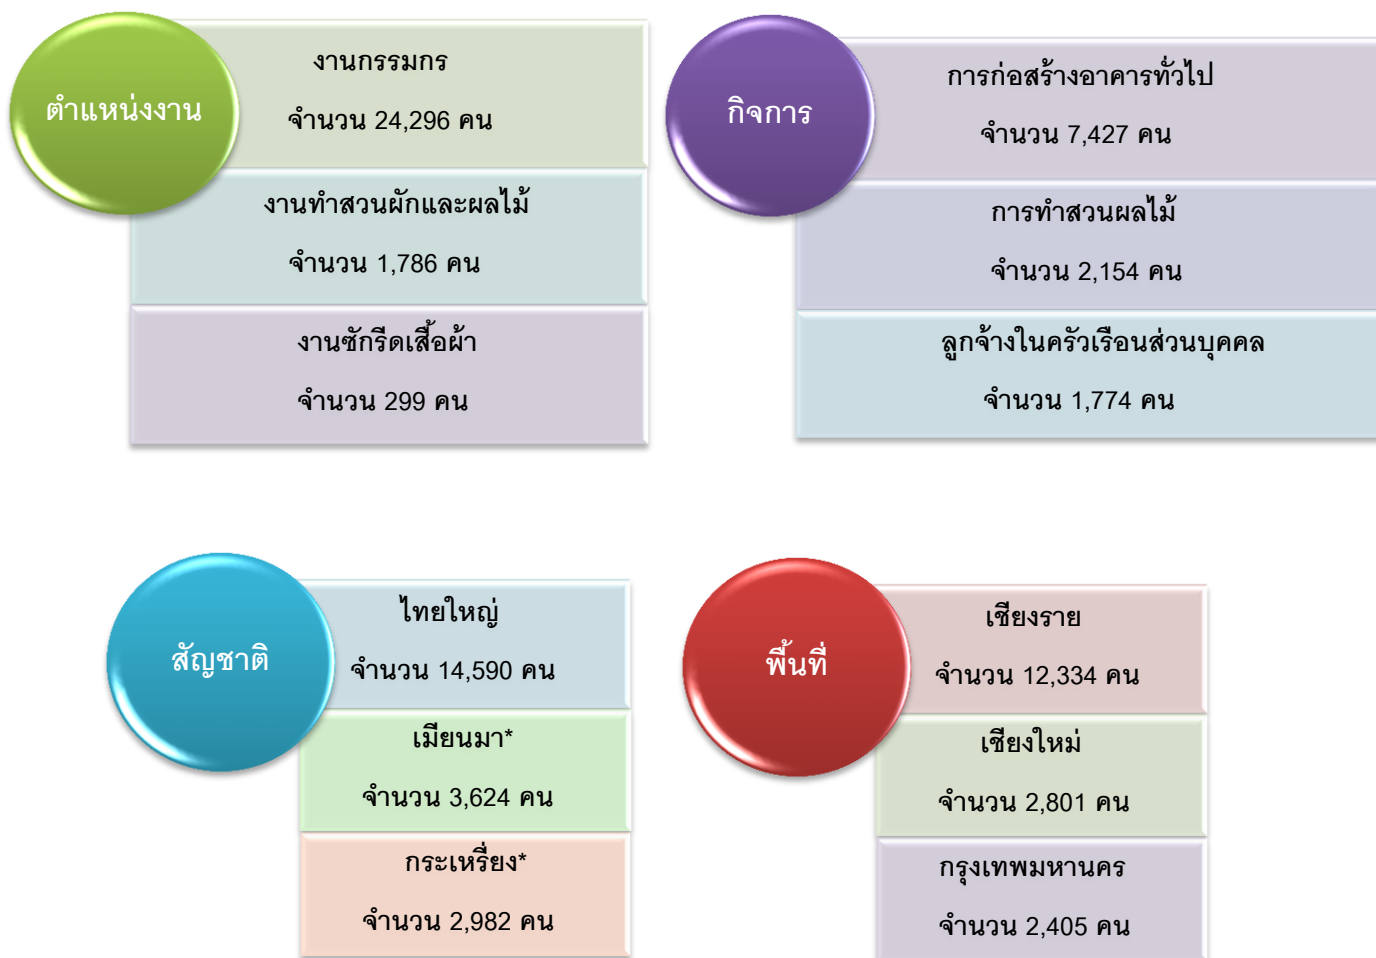 ตำแหน่งงาน
งานกรรมกร
จำนวน 24,296 คน
งานทำสวนผักและผลไม้
จำนวน 1,786 คน
งานซักรีดเสื้อผ้า
จำนวน 299 คน
กิจการ
การก่อสร้างอาคารทั่วไป
จำนวน 7,427 คน
การทำสวนผลไม้
จำนวน 2,154 คน
ลูกจ้างในครัวเรือนส่วนบุคคล
จำนวน 1,774 คน
สัญชาติ
ไทยใหญ่
จำนวน 14,590 คน
เมียนมา*
จำนวน 3,624 คน
กระเหรี่ยง*
จำนวน 2,982 คน
พื้นที่
เชียงราย
จำนวน 12,334 คน
เชียงใหม่
จำนวน 2,801 คน
กรุงเทพมหานคร
จำนวน 2,405 คน